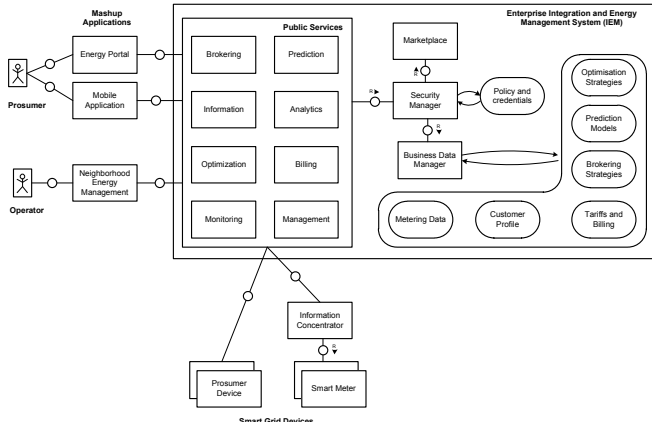 Mashup
Applications
Enterprise Integration and Energy
Management System (IEM)
Public Services
Energy Portal
Brokering
Prediction
Marketplace
Optimisation
Strategies
Prosumer
R
Mobile
Application
Information
Analytics
R
Security
Manager
Policy and
credentials
Prediction
Models
R
Operator
Neighborhood
Energy
Management
Optimization
Billing
Business Data
Manager
Brokering
Strategies
Monitoring
Management
Metering Data
Customer
Profile
Tariffs and
Billing
Information
Concentrator
R
Prosumer
Device
Smart Meter
Smart Grid Devices